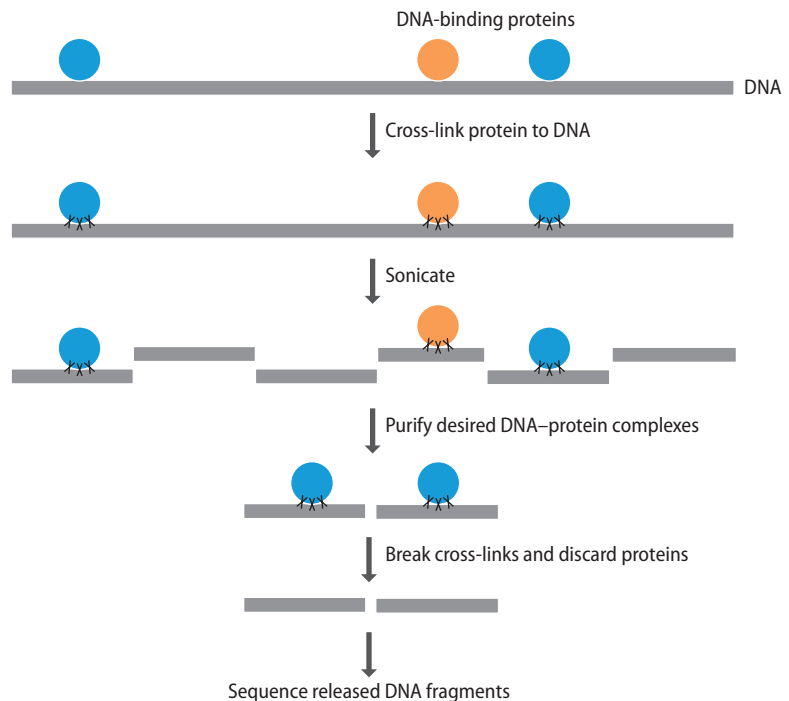 DNA-binding proteins
DNA
Cross-link protein to DNA
Sonicate
Purify desired DNA–protein complexes
Break cross-links and discard proteins
Sequence released DNA fragments